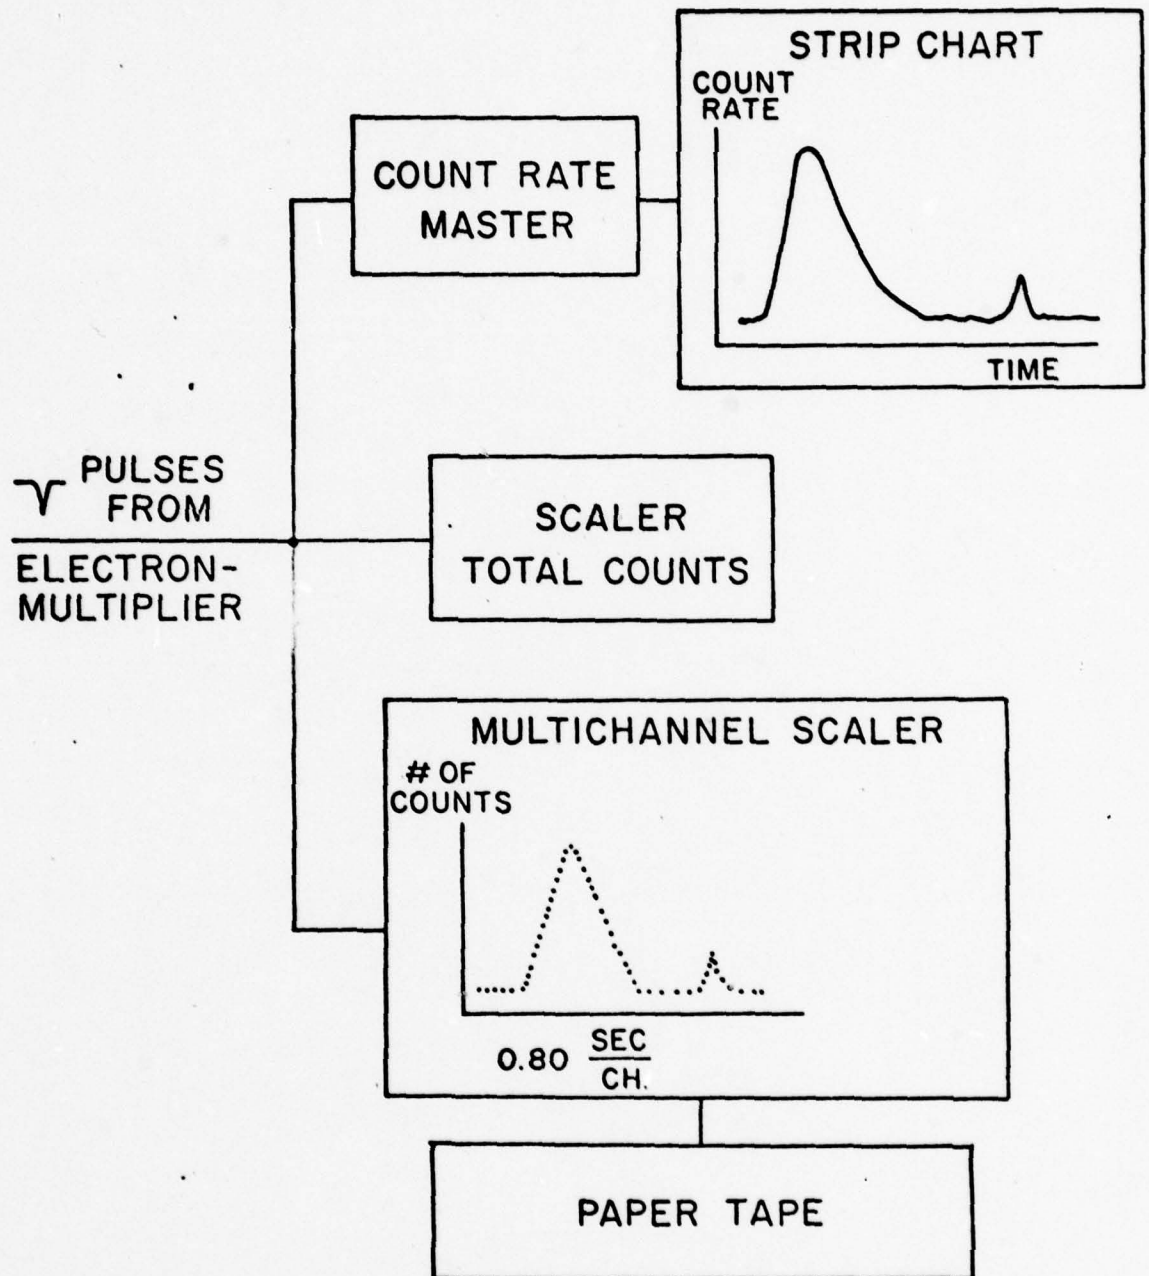 STRIP CHART
COUNT
RATE
TIME
COUNT RATE
MASTER
PULSES
FROM
ELECTRON-
MULTIPLIER
SCALER
TOTAL COUNTS
MULTICHANNEL SCALER
# OF
COUNTS
0.80 SEC
CH.
PAPER TAPE